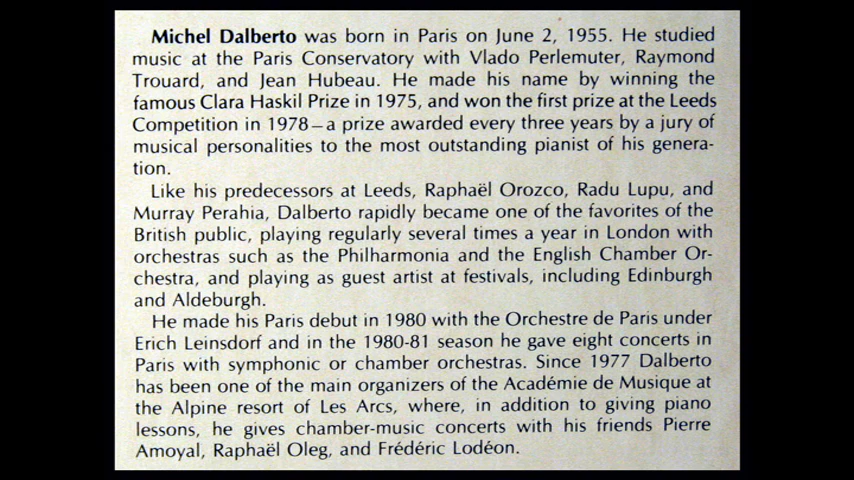 Michel Dalberto was born in Paris on June 2, 1955. He studied
music at the Paris Conservatory with Vlado Perlemuter, Raymond
Trouard, and Jean Hubeau. He made his name by winning the
famous Clara Haskil Prize in 1975, and won the first prize at the Leeds
Competition in 1978—a prize awarded every three years by a jury of
musical personalities to the most outstanding pianist of his genera-
tion.
Like his predecessors at Leeds, Raphaël Orozco, Radu Lupu, and
Murray Perahia, Dalberto rapidly became one of the favorites of the
British public, playing regularly several times a year in London with
orchestras such as the Philharmonia and the English Chamber Or-
chestra, and playing as guest artist at festivals, including Edinburgh
and Aldeburgh.
He made his Paris debut in 1980 with the Orchestre de Paris under
Erich Leinsdorf and in the 1980-81 season he gave eight concerts in
Paris with symphonic or chamber orchestras. Since 1977 Dalberto
has been one of the main organizers of the Académie de Musique at
the Alpine resort of Les Arcs, where, in addition to giving piano
lessons, he gives chamber-music concerts with his friends Pierre
Amoyal, Raphaël Oleg, and Frédéric Lodéon.